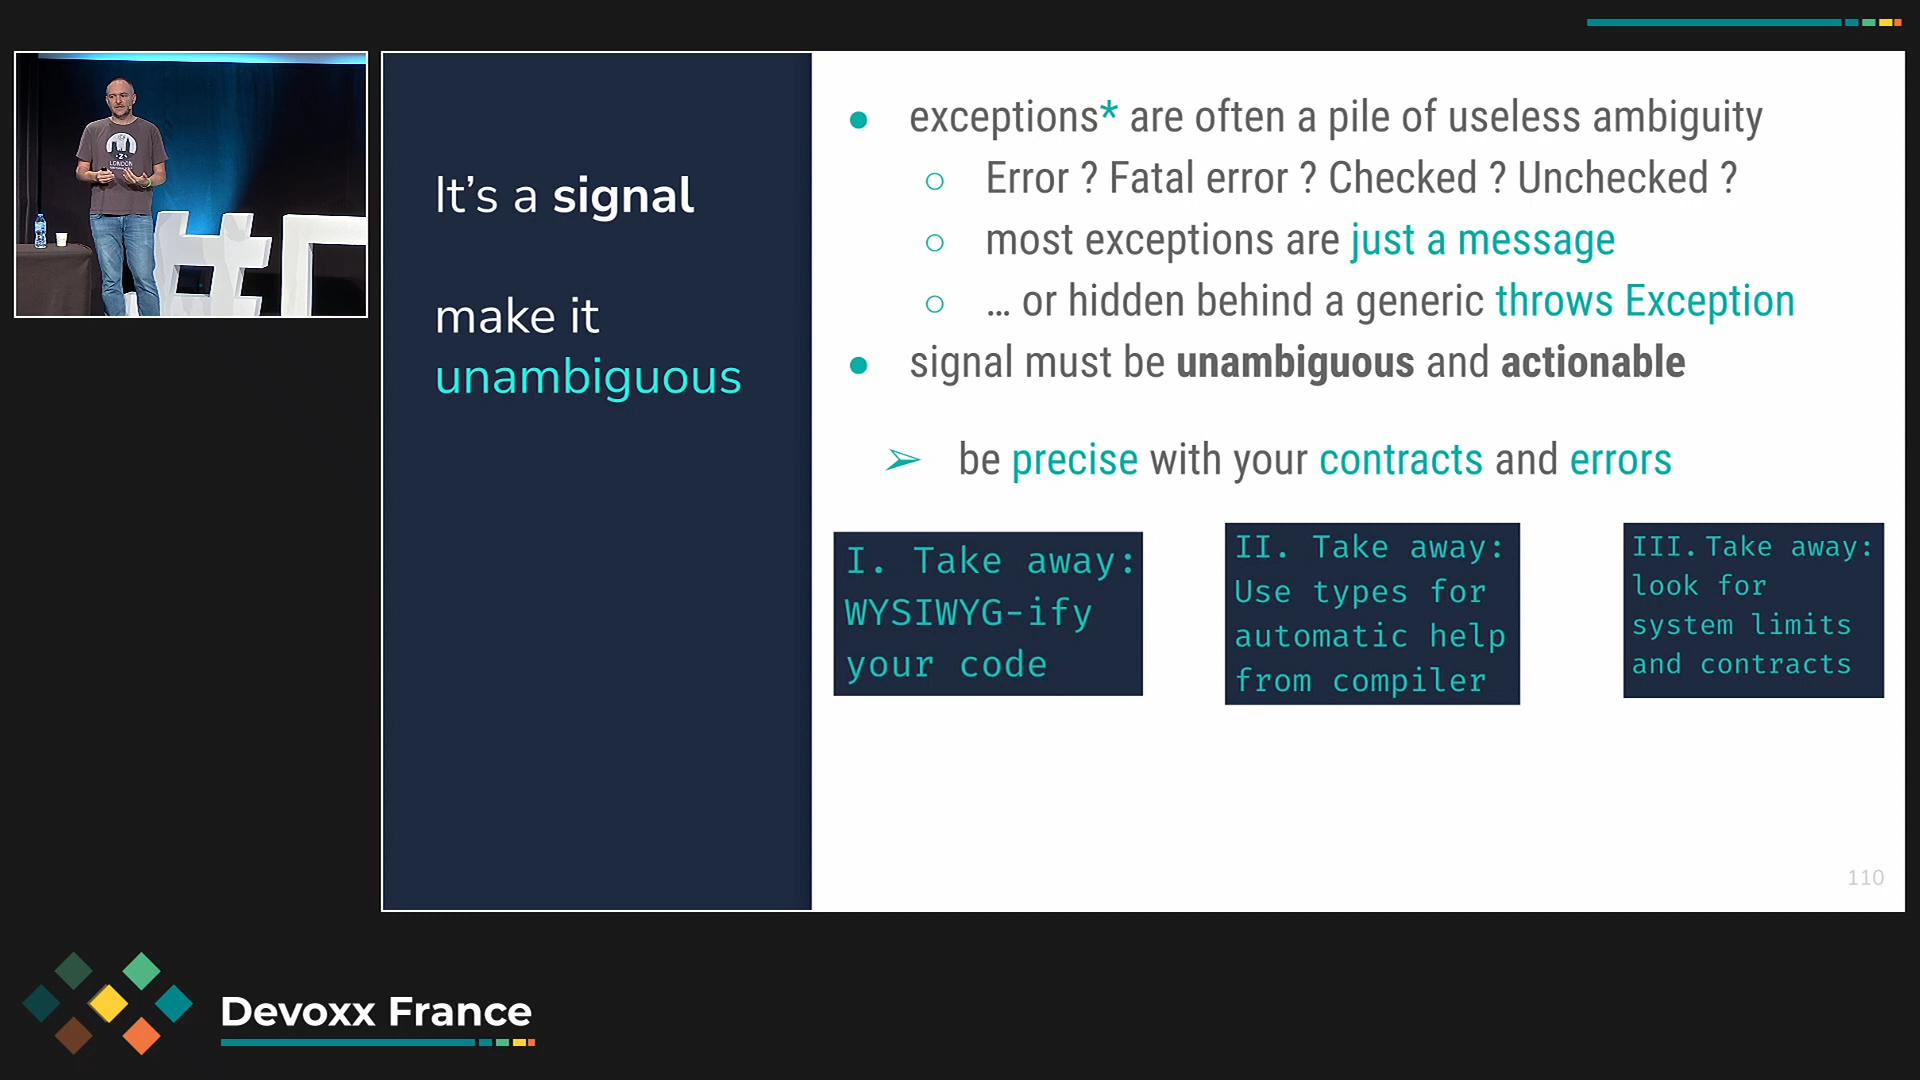 It's a signal
make it
unambiguous
exceptions* are often a pile of useless ambiguity
Error ? Fatal error ? Checked ? Unchecked ?
most exceptions are just a message
… or hidden behind a generic throws Exception
signal must be unambiguous and actionable
➢ be precise with your contracts and errors
I. Take away:
WYSIWYG-ify
your code
II. Take away:
Use types for
automatic help
from compiler
III. Take away:
look for
system limits
and contracts
110
LONDON
Devoxx France